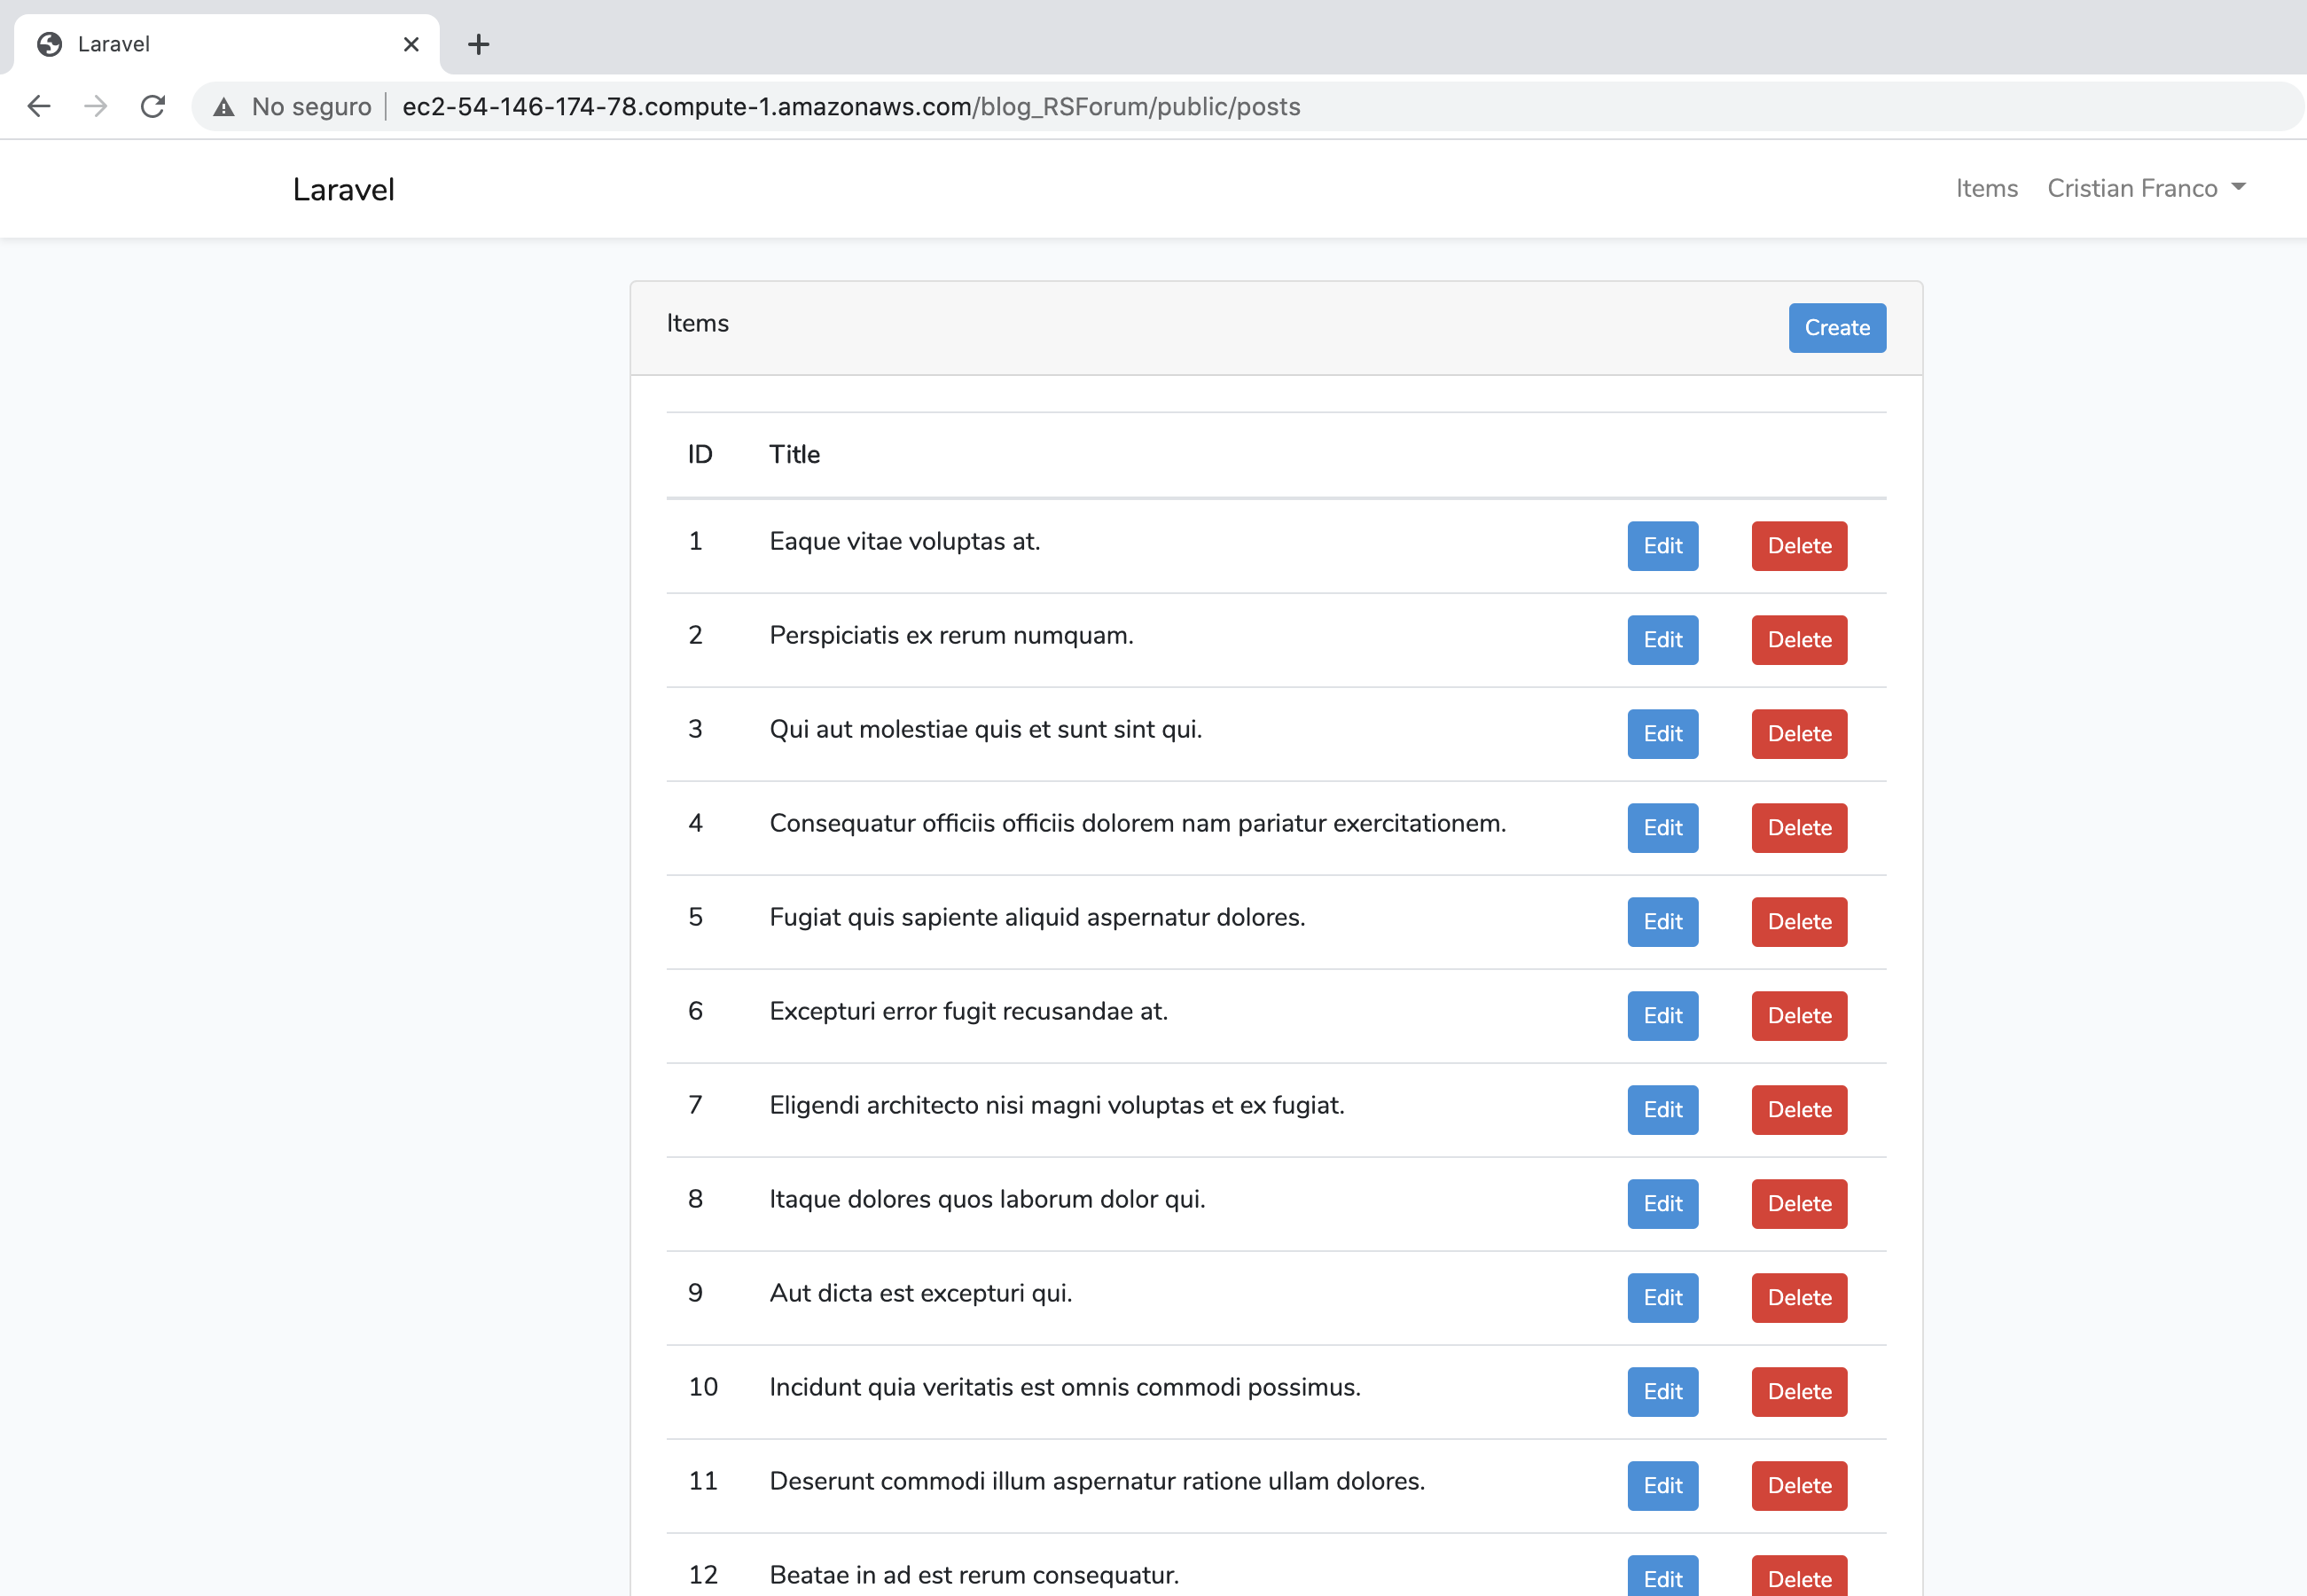 Laravel
No seguro ec2-54-146-174-78.compute-1.amazonaws.com/blog_RSForum/public/posts
Laravel Items Cristian Franco
Items Create
ID Title
1 Eaque vitae voluptas at. Edit Delete
2 Perspiciatis ex rerum numquam. Edit Delete
3 Qui aut molestiae quis et sunt sint qui. Edit Delete
4 Consequatur officiis officiis dolorem nam pariatur exercitationem. Edit Delete
5 Fugiat quis sapiente aliquid aspernatur dolores. Edit Delete
6 Excepturi error fugit recusandae at. Edit Delete
7 Eligendi architecto nisi magni voluptas et ex fugiat. Edit Delete
8 Itaque dolores quos laborum dolor qui. Edit Delete
9 Aut dicta est excepturi qui. Edit Delete
10 Incidunt quia veritatis est omnis commodi possimus. Edit Delete
11 Deserunt commodi illum aspernatur ratione ullam dolores. Edit Delete
12 Beatae in ad est rerum consequatur. Edit Delete